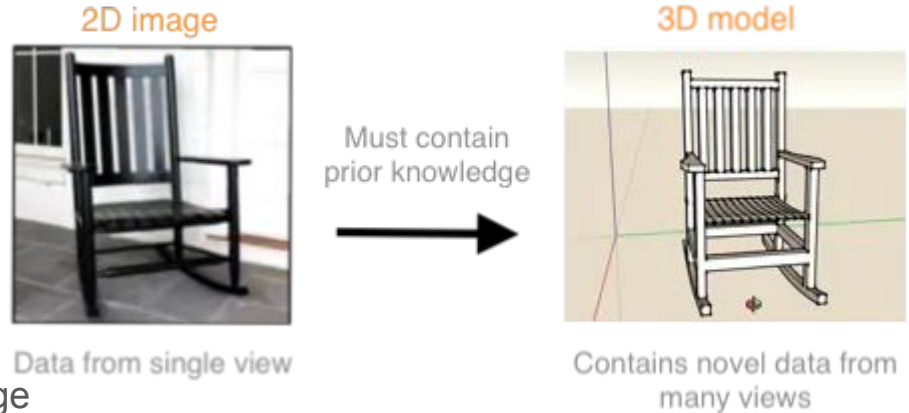 2D image
3D model
Must contain
prior knowledge
Data from single view
Contains novel data from
many views
ge